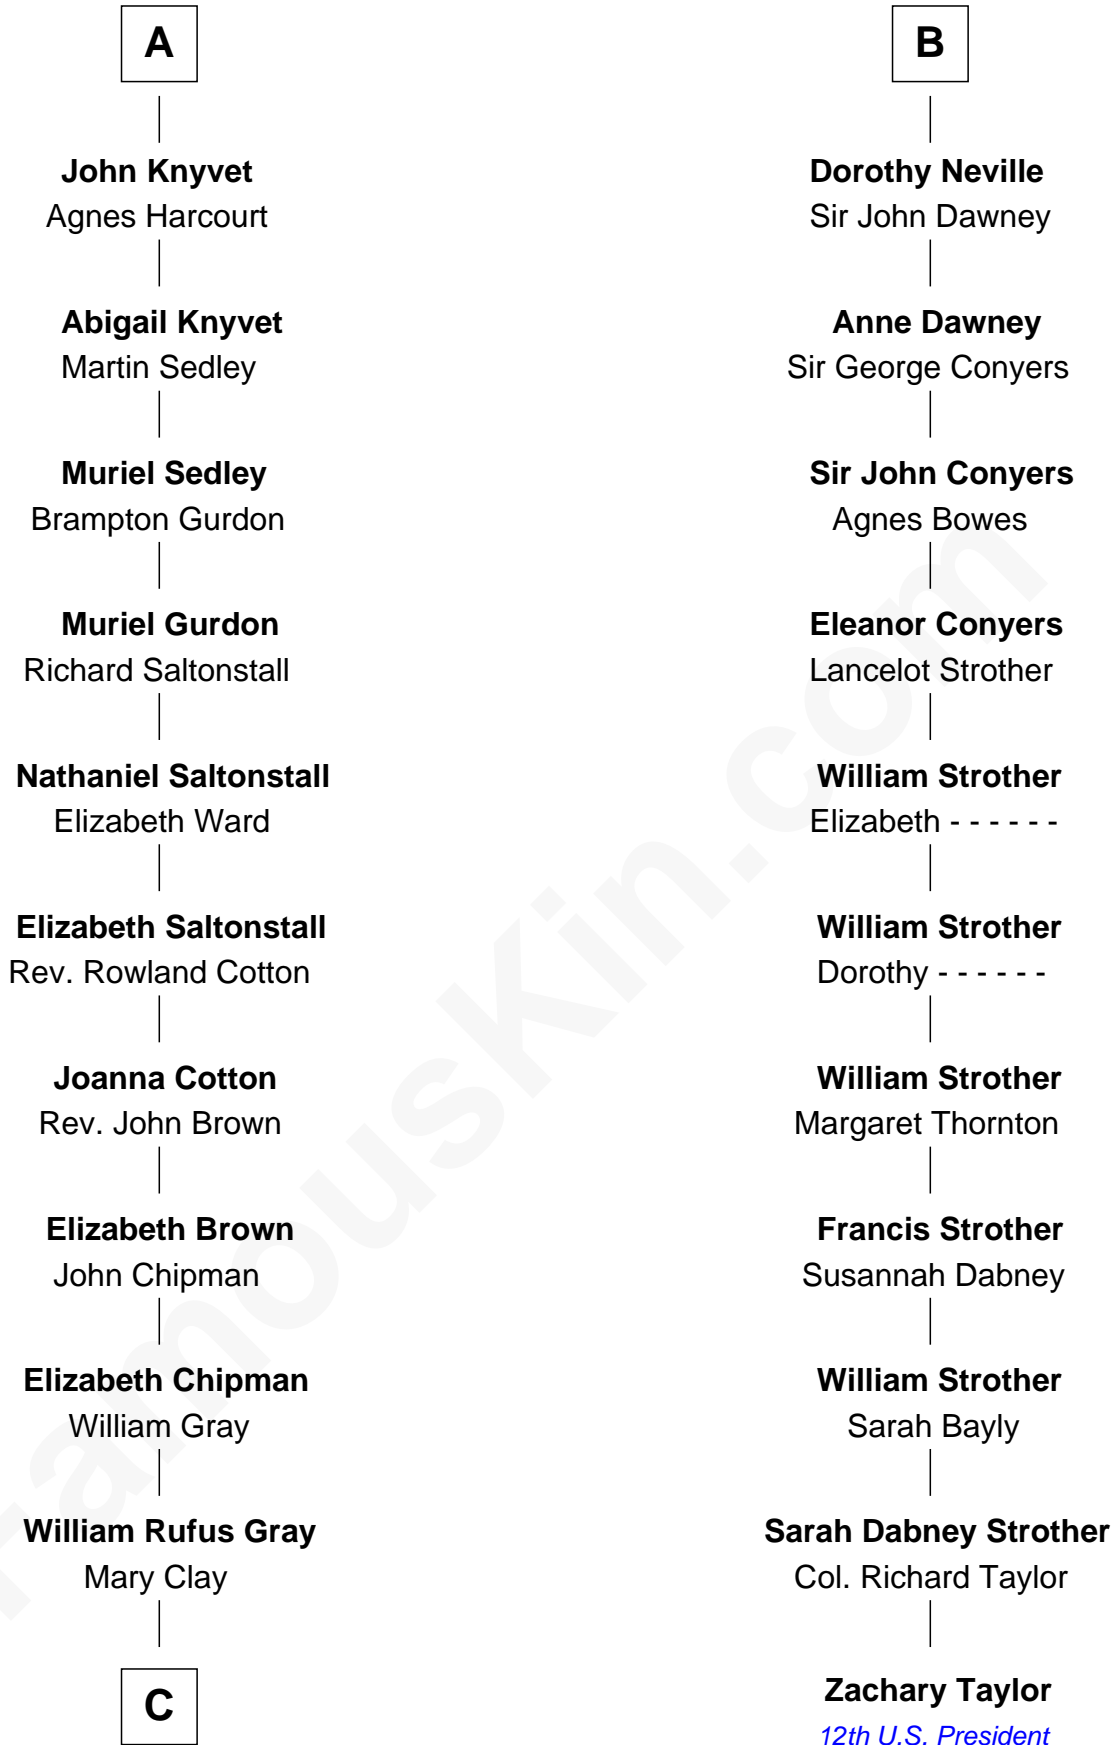 A
John Knyvet
Agnes Harcourt
Abigail Knyvet
Martin Sedley
Muriel Sedley
Brampton Gurdon
Muriel Gurdon
Richard Saltonstall
Nathaniel Saltonstall
Elizabeth Ward
Elizabeth Saltonstall
Rev. Rowland Cotton
Joanna Cotton
Rev. John Brown
Elizabeth Brown
John Chipman
Elizabeth Chipman
William Gray
William Rufus Gray
Mary Clay
C
B
Dorothy Neville
Sir John Dawney
Anne Dawney
Sir George Conyers
Sir John Conyers
Agnes Bowes
Eleanor Conyers
Lancelot Strother
William Strother
Elizabeth - - - - - -
William Strother
Dorothy - - - - - -
William Strother
Margaret Thornton
Francis Strother
Susannah Dabney
William Strother
Sarah Bayly
Sarah Dabney Strother
Col. Richard Taylor
Zachary Taylor
12th U.S. President
FamousKin.com